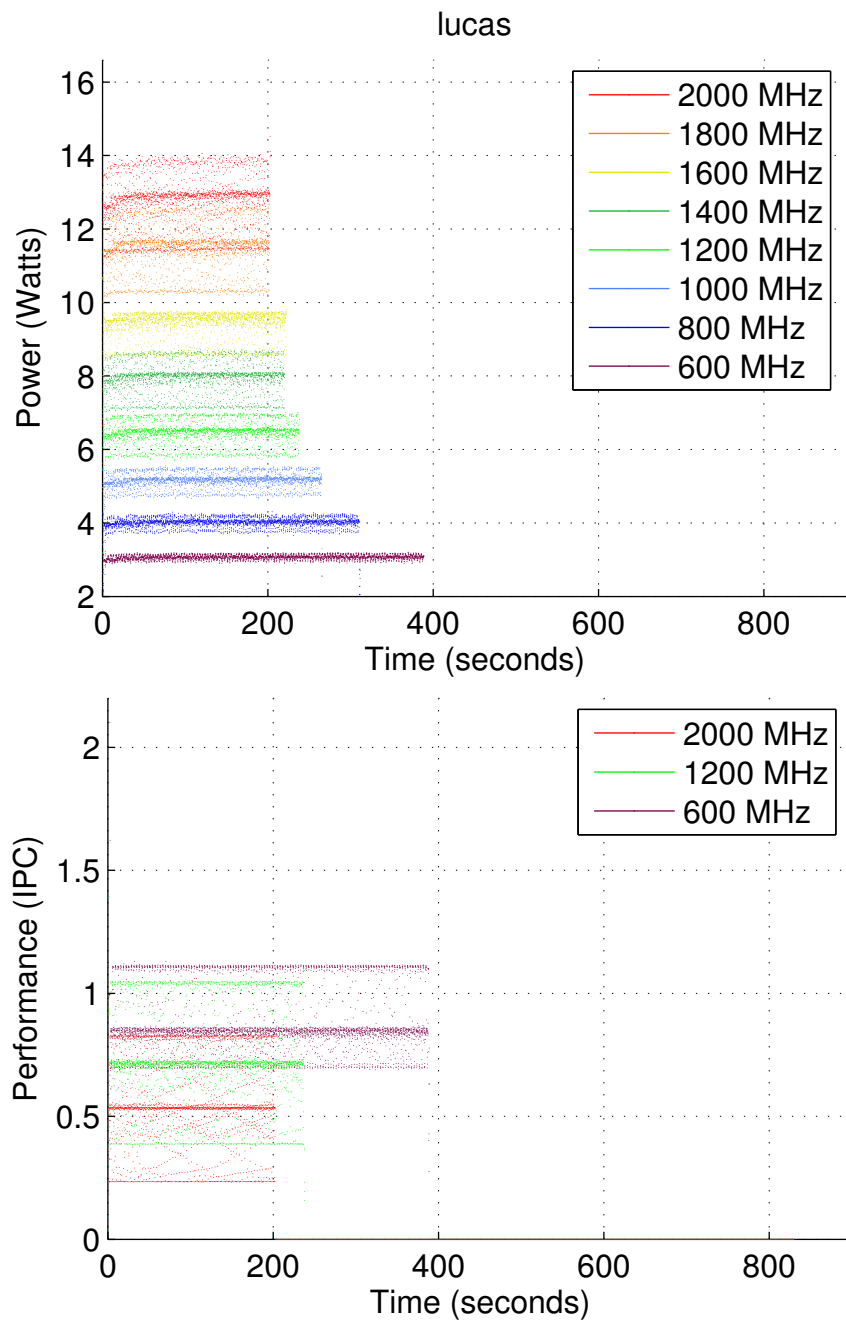 lucas
16
14
12
10
8
6
4
2
Power (Watts)
2000 MHz
1800 MHz
1600 MHz
1400 MHz
1200 MHz
1000 MHz
800 MHz
600 MHz
0 200 400 600 800
Time (seconds)
2
1.5
1
0.5
0
Performance (IPC)
2000 MHz
1200 MHz
600 MHz
0 200 400 600 800
Time (seconds)